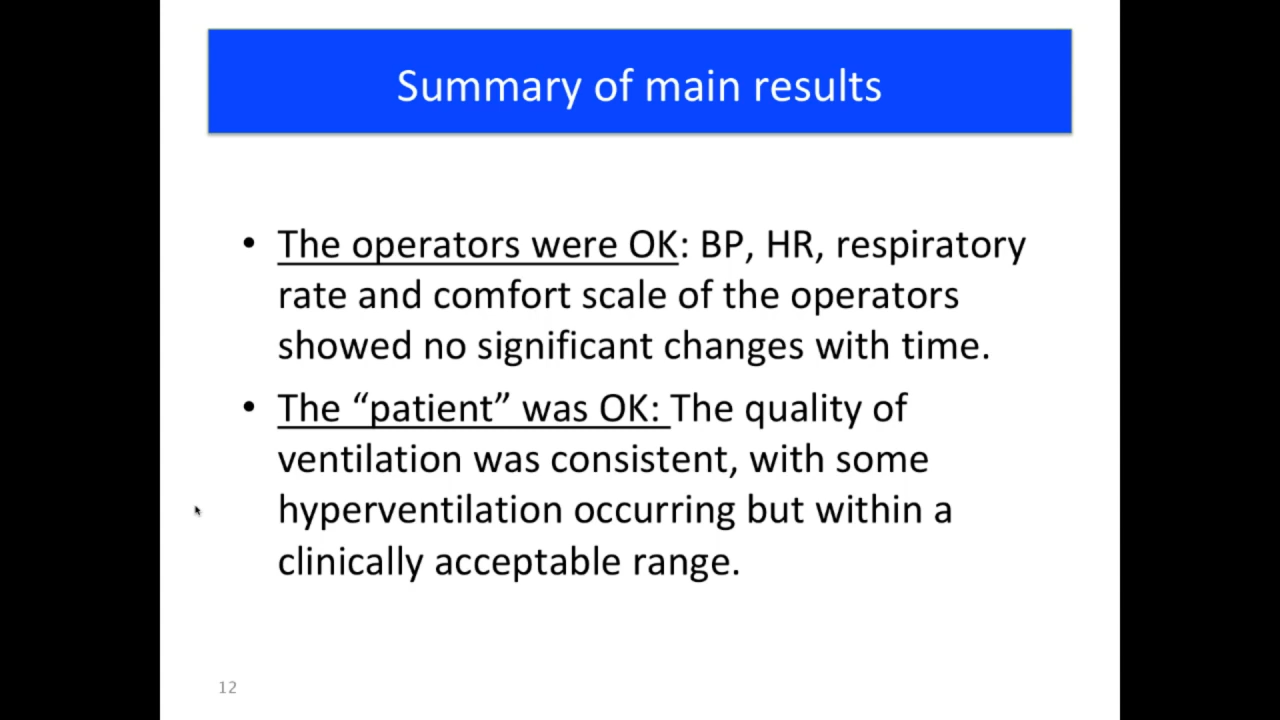 Summary of main results
• The operators were OK: BP, HR, respiratory
rate and comfort scale of the operators
showed no significant changes with time.
• The “patient” was OK: The quality of
ventilation was consistent, with some
hyperventilation occurring but within a
clinically acceptable range.
12